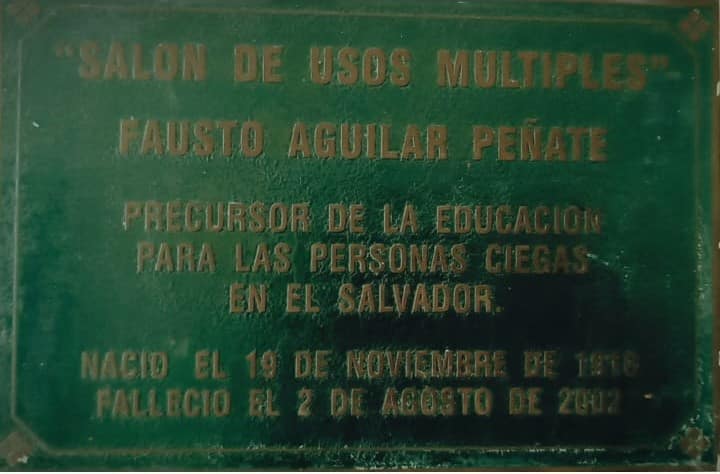 "SALON DE USOS MULTIPLES"
FAUSTO AGUILAR PEÑATE
PRECURSOR DE LA EDUCACION
PARA LAS PERSONAS CIEGAS
EN EL SALVADOR.
NACIO EL 19 DE NOVIEMBRE DE
FALLECIO EL 2 DE AGOSTO DE 2002